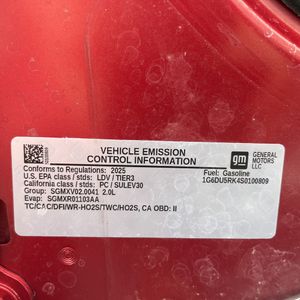 VEHICLE EMISSION
CONTROL INFORMATION
gm GENERAL MOTORS LLC
Conforms to Regulations: 2025
Fuel: Gasoline
U.S. EPA class / stds: LDV / TIER3
1G6DU5RK4S0100809
California class / stds: PC / SULEV30
Group: SGMXV02.0041 2.0L
Evap: SGMXR01103AA
TC/CAC/DFI/WR-HO2S/TWC/HO2S, CA OBD: II